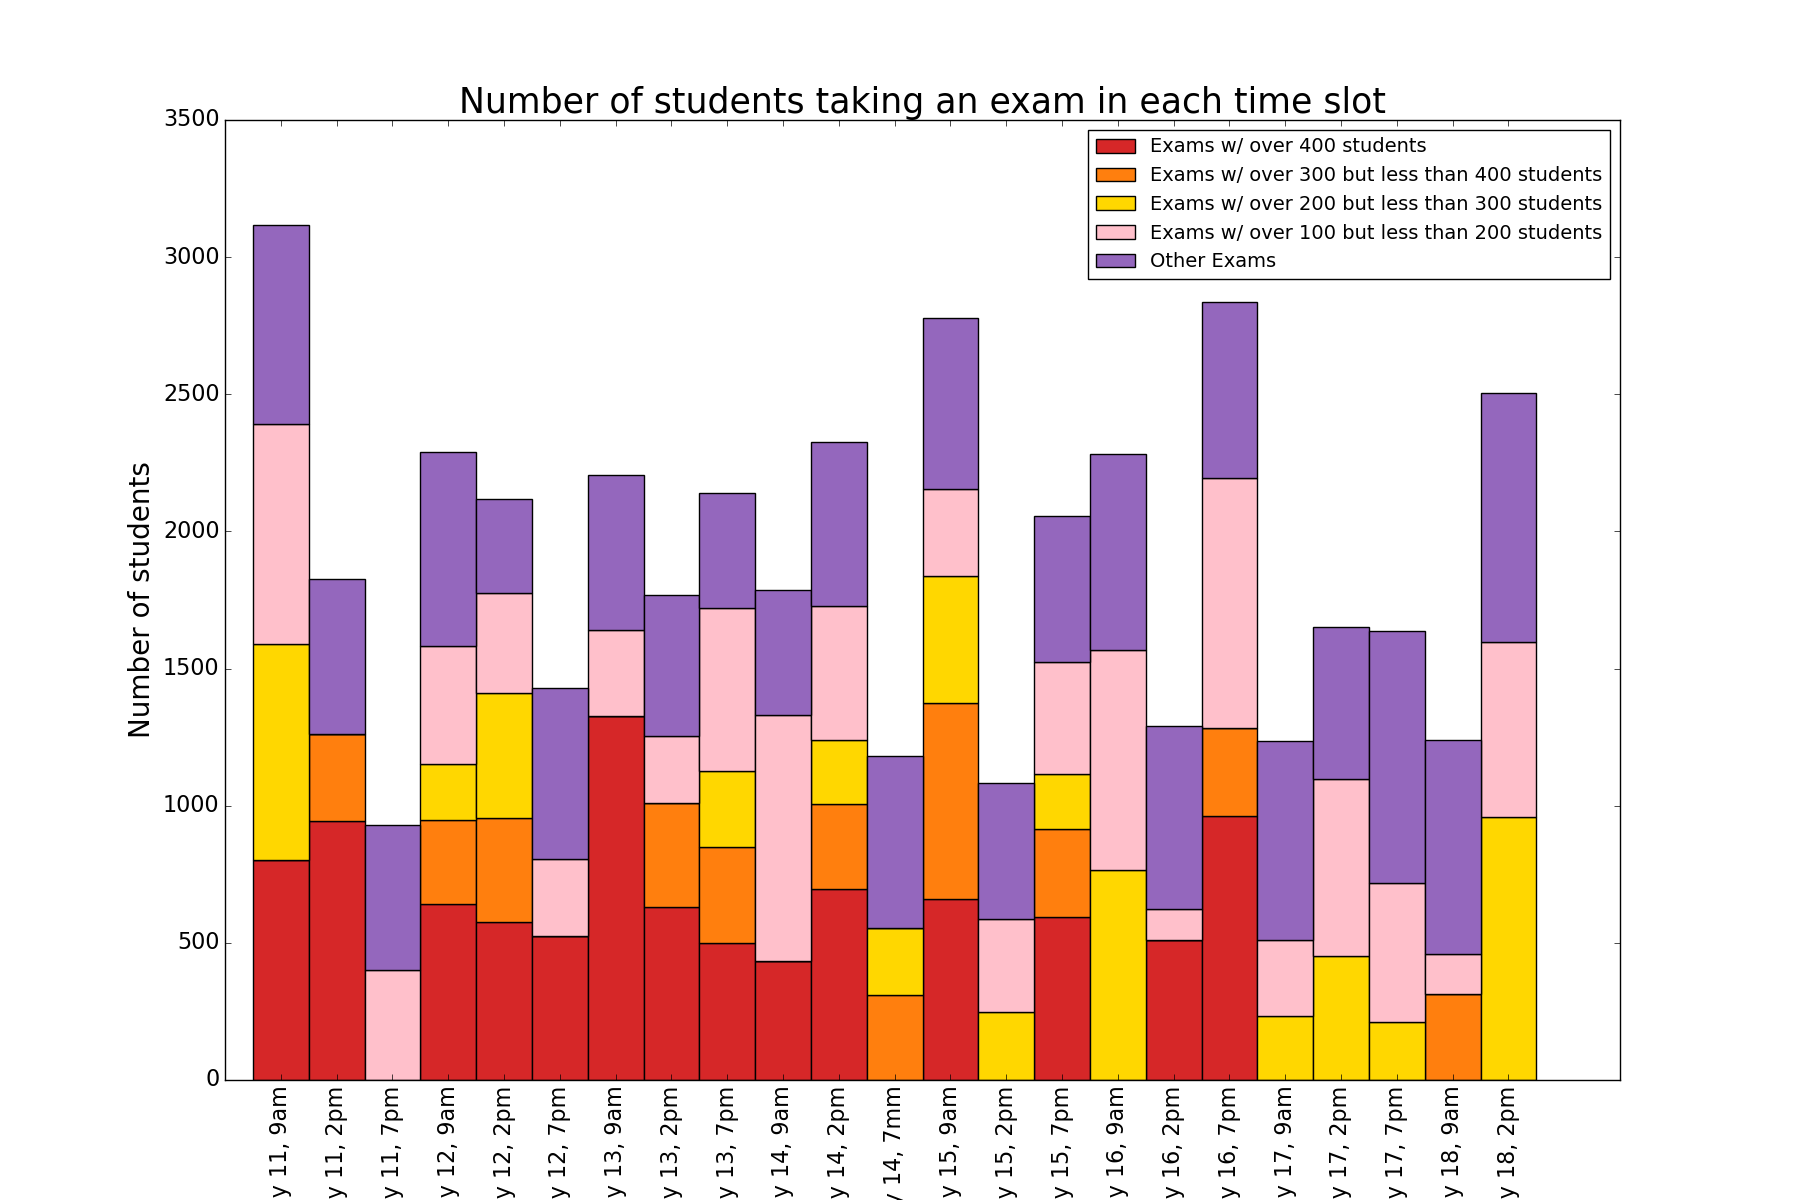 Number of students taking an exam in each time slot
Exams w/ over 400 students
Exams w/ over 300 but less than 400 students
Exams w/ over 200 but less than 300 students
Exams w/ over 100 but less than 200 students
Other Exams
Number of students
3500
3000
2500
2000
1500
1000
500
0
y 11, 9am
y 11, 2pm
y 11, 7pm
y 12, 9am
y 12, 2pm
y 12, 7pm
y 13, 9am
y 13, 2pm
y 13, 7pm
y 14, 9am
y 14, 2pm
y 14, 7mm
y 15, 9am
y 15, 2pm
y 15, 7pm
y 16, 9am
y 16, 2pm
y 16, 7pm
y 17, 9am
y 17, 2pm
y 17, 7pm
y 18, 9am
y 18, 2pm